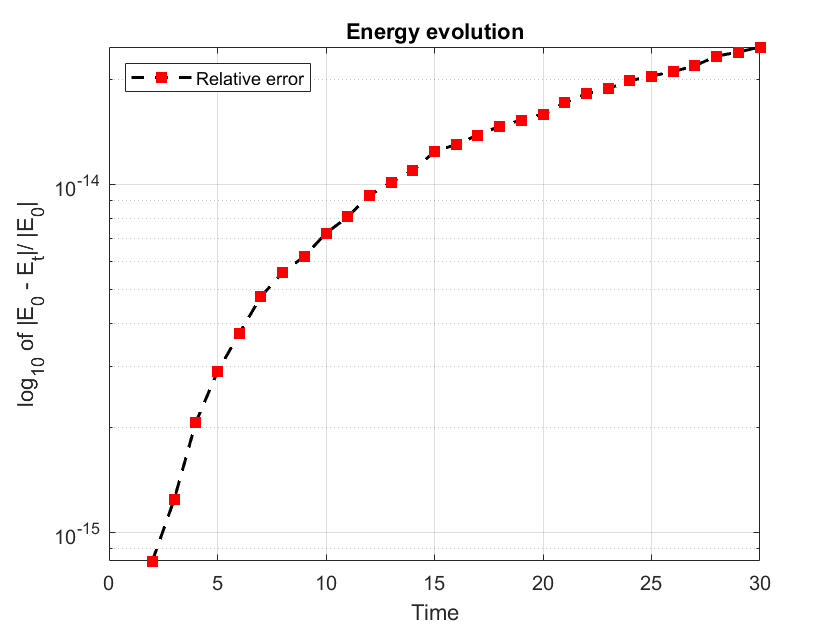 Energy evolution
Relative error
10^-14
10^-15
log_10 of |E_0 - E_t|/ |E_0|
0 5 10 15 20 25 30
Time